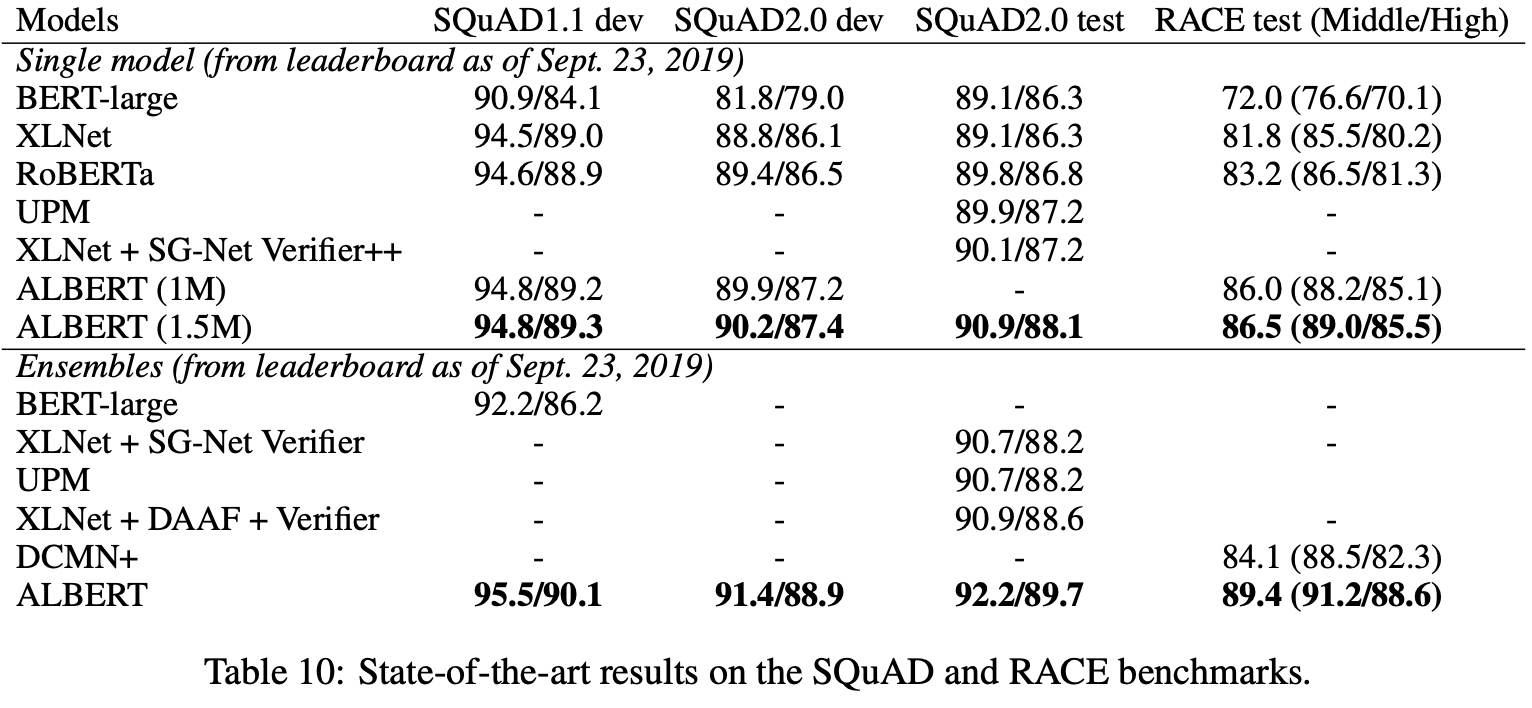 Models SQuAD1.1 dev SQuAD2.0 dev SQuAD2.0 test RACE test (Middle/High)
Single model (from leaderboard as of Sept. 23, 2019)
BERT-large 90.9/84.1 81.8/79.0 89.1/86.3 72.0 (76.6/70.1)
XLNet 94.5/89.0 88.8/86.1 89.1/86.3 81.8 (85.5/80.2)
RoBERTa 94.6/88.9 89.4/86.5 89.8/86.8 83.2 (86.5/81.3)
UPM - - 89.9/87.2 -
XLNet + SG-Net Verifier++ - - 90.1/87.2 -
ALBERT (1M) 94.8/89.2 89.9/87.2 - 86.0 (88.2/85.1)
ALBERT (1.5M) 94.8/89.3 90.2/87.4 90.9/88.1 86.5 (89.0/85.5)
Ensembles (from leaderboard as of Sept. 23, 2019)
BERT-large 92.2/86.2 - - -
XLNet + SG-Net Verifier - - 90.7/88.2 -
UPM - - 90.7/88.2
XLNet + DAAF + Verifier - - 90.9/88.6 -
DCMN+ - - - 84.1 (88.5/82.3)
ALBERT 95.5/90.1 91.4/88.9 92.2/89.7 89.4 (91.2/88.6)
Table 10: State-of-the-art results on the SQuAD and RACE benchmarks.